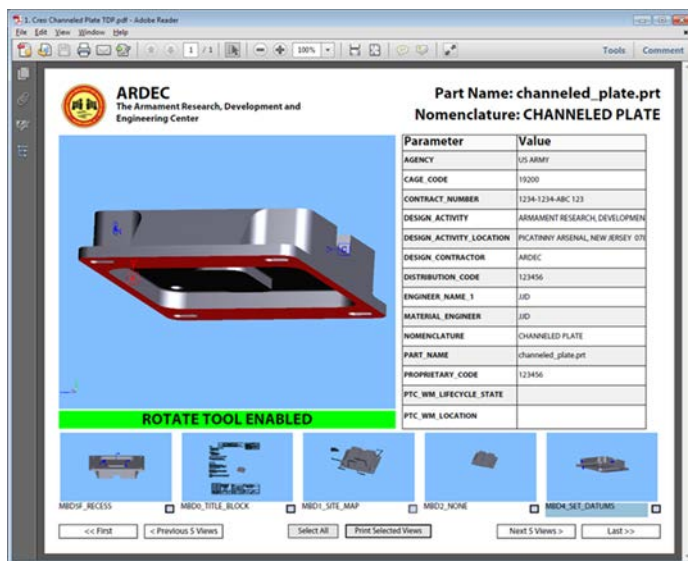 1. Cresi Channeled Plate TDP.pdf - Adobe Reader
File Edit View Window Help
1 / 1
100%
Tools
Comment
ARDEC
The Armament Research, Development and
Engineering Center
Part Name: channeled_plate.prt
Nomenclature: CHANNELED PLATE
Parameter Value
AGENCY US ARMY
CAGE_CODE 19200
CONTRACT_NUMBER 1234-1234-ABC 123
DESIGN_ACTIVITY ARMAMENT RESEARCH, DEVELOPMEN
DESIGN_ACTIVITY_LOCATION PICATINNY ARSENAL, NEW JERSEY 078
DESIGN_CONTRACTOR ARDEC
DISTRIBUTION_CODE 123456
ENGINEER_NAME_1 JJD
MATERIAL_ENGINEER JJD
NOMENCLATURE CHANNELED PLATE
PART_NAME channeled_plate.prt
PROPRIETARY_CODE 123456
PTC_WM_LIFECYCLE_STATE
PTC_WM_LOCATION
ROTATE TOOL ENABLED
MBD5F_RECESS
MBD0_TITLE_BLOCK
MBD1_SITE_MAP
MBD2_NONE
MBD4_SET_DATUMS
<< First
< Previous 5 Views
Select All
Print Selected Views
Next 5 Views >
Last >>